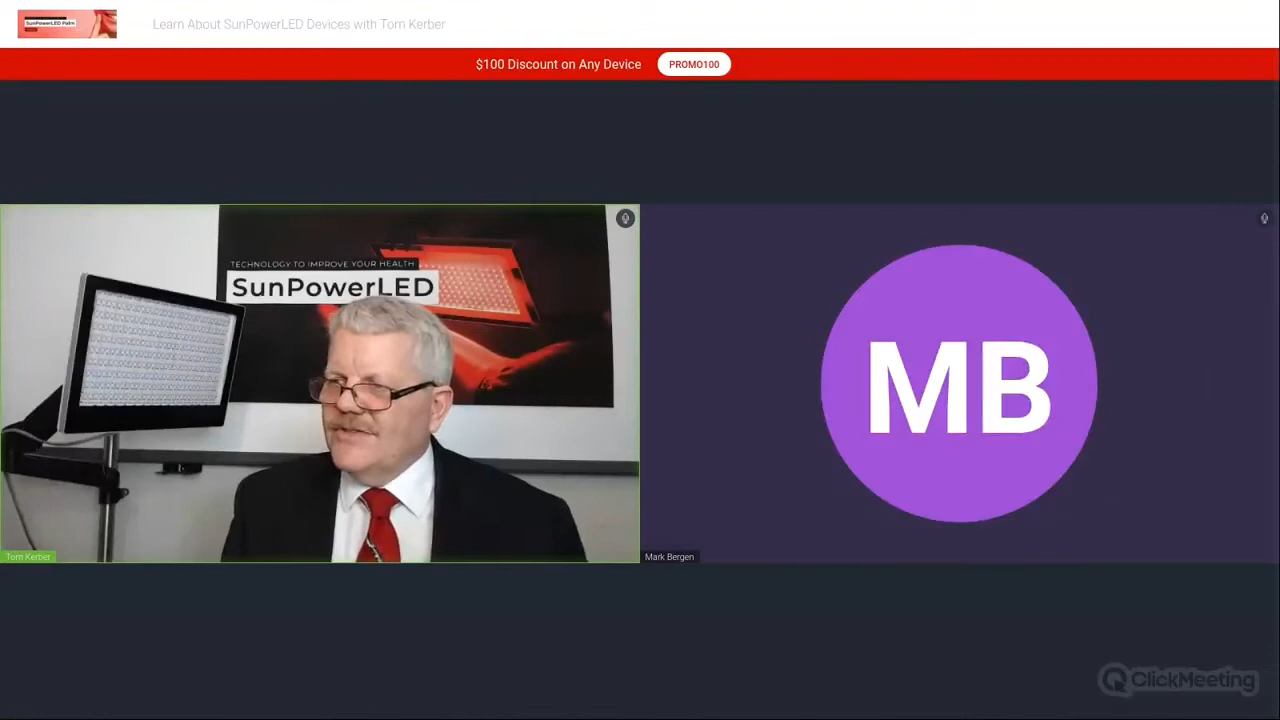 SunPowerLED Palm
Learn About SunPowerLED Devices with Tom Kerber
$100 Discount on Any Device
PROMO100
TECHNOLOGY TO IMPROVE YOUR HEALTH
SunPowerLED
MB
Tom Kerber
Mark Bergen
ClickMeeting